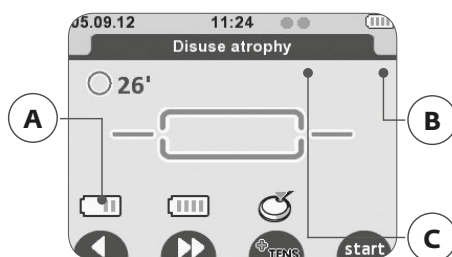 05.09.12 11:24
Disuse atrophy
26'
A
B
TENS
start
C